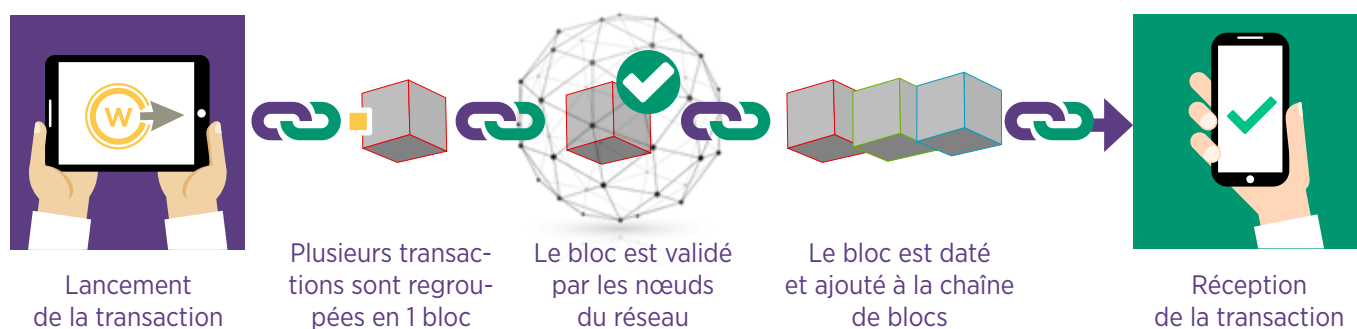 W
Lancement
de la transaction
Plusieurs transac-
tions sont regrou-
pées en 1 bloc
Le bloc est validé
par les nœuds
du réseau
Le bloc est daté
et ajouté à la chaîne
de blocs
Réception
de la transaction